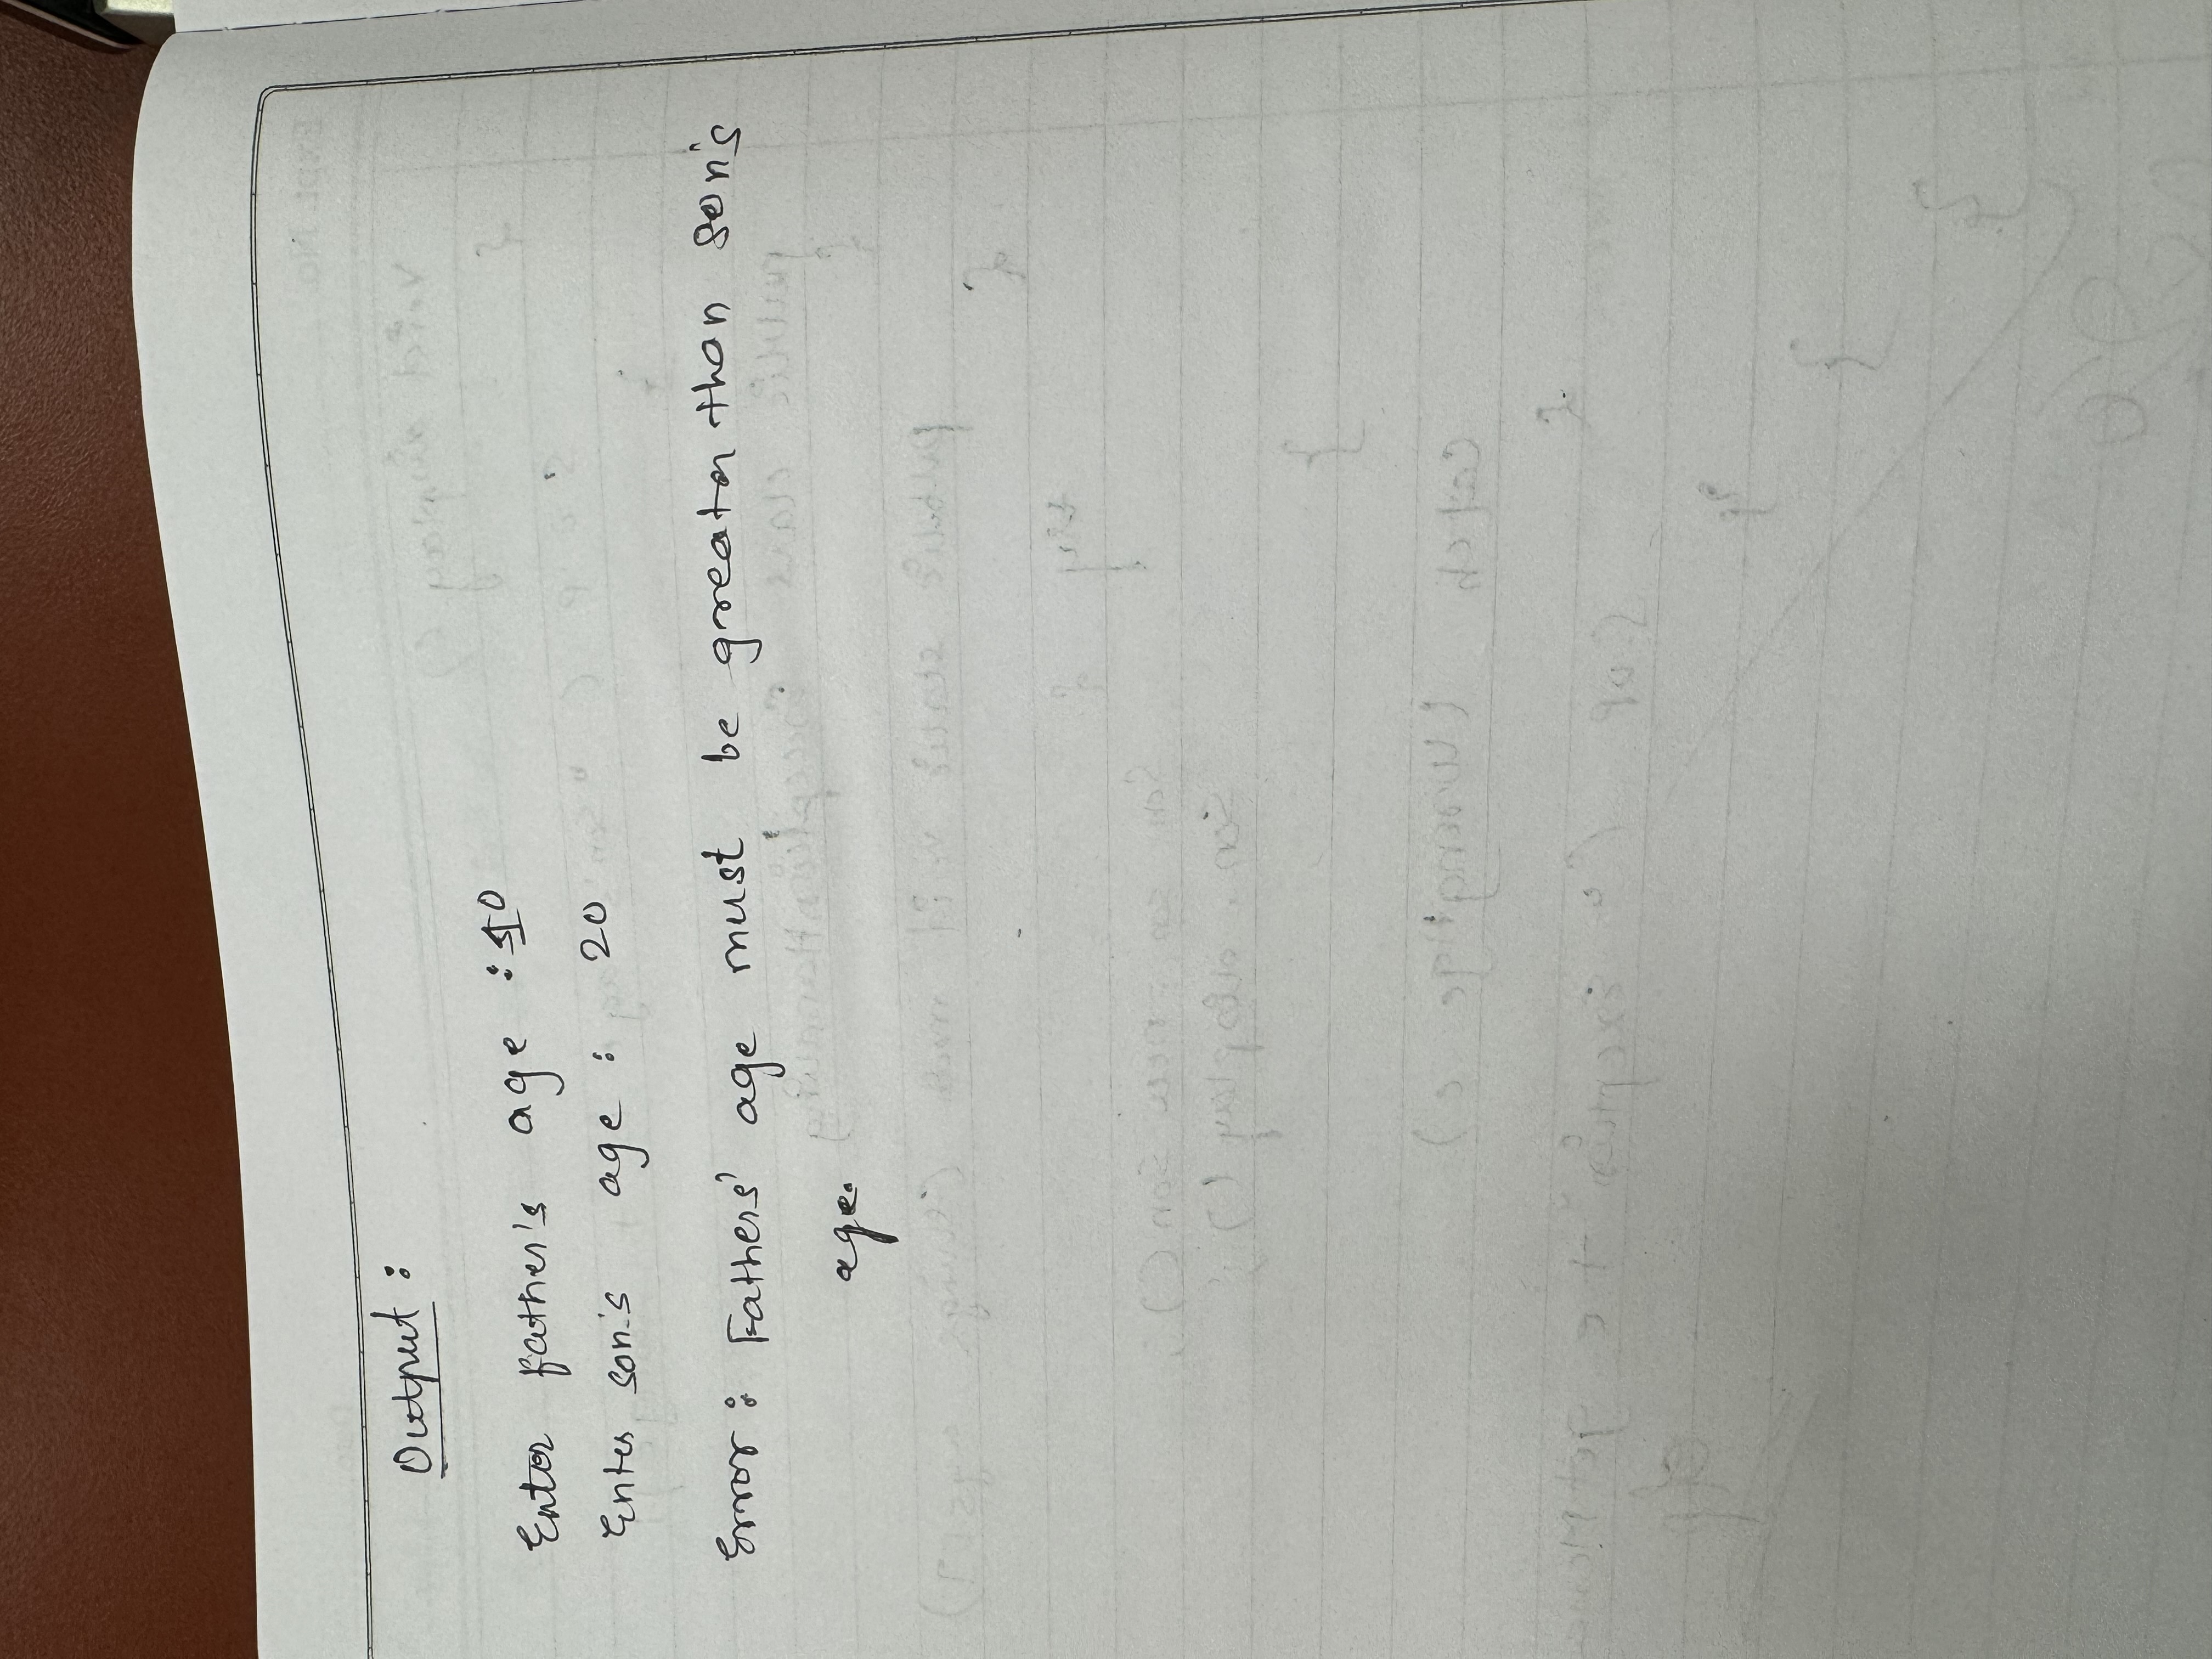 Output :
Enter father's age : 10
Enter son's age : 20
Error : Fathers' age must be greater than son's
age.